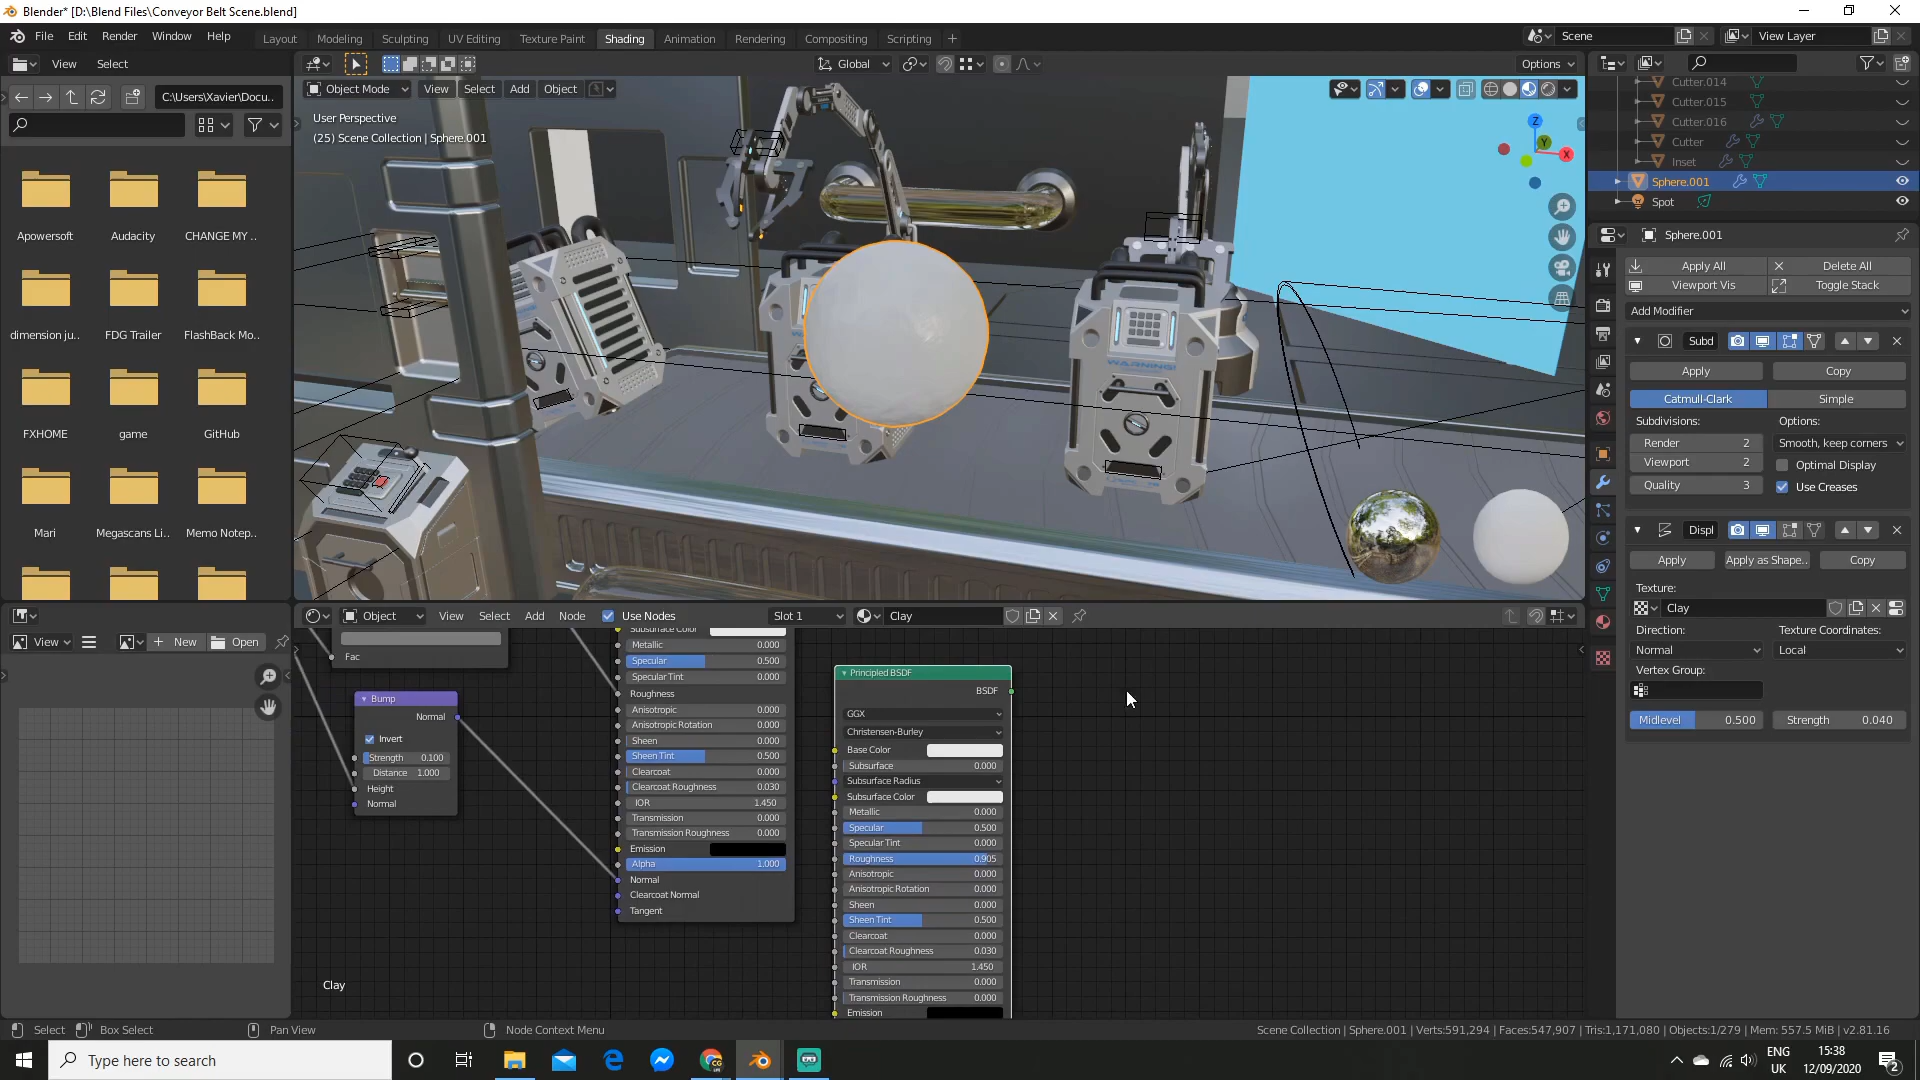 Blender* [D:\Blend Files\Conveyor Belt Scene.blend]
File Edit Render Window Help
Layout Modeling Sculpting UV Editing Texture Paint Shading Animation Rendering Compositing Scripting +
Scene
View Layer
View Select
Global
Options
C:\Users\Xavier\Docu..
Object Mode View Select Add Object
User Perspective
(25) Scene Collection | Sphere.001
Z
Y
X
Apowersoft Audacity CHANGE MY ..
dimension ju.. FDG Trailer FlashBack Mo..
FXHOME game GitHub
Mari Megascans Li.. Memo Notep..
WARNING!
Cutter.014
Cutter.015
Cutter.016
Cutter
Inset
Sphere.001
Spot
Sphere.001
Apply All Delete All
Viewport Vis Toggle Stack
Add Modifier
Subd
Apply Copy
Catmull-Clark Simple
Subdivisions: Options:
Render 2 Smooth, keep corners
Viewport 2 Optimal Display
Quality 3 Use Creases
Displ
Apply Apply as Shape.. Copy
Texture:
Clay
Direction: Texture Coordinates:
Normal Local
Vertex Group:
Midlevel 0.500 Strength 0.040
View New Open
Object View Select Add Node Use Nodes Slot 1 Clay
Fac
Bump
Normal
Invert
Strength 0.100
Distance 1.000
Height
Normal
Subsurface Color
Metallic 0.000
Specular 0.500
Specular Tint 0.000
Roughness
Anisotropic 0.000
Anisotropic Rotation 0.000
Sheen 0.000
Sheen Tint 0.500
Clearcoat 0.000
Clearcoat Roughness 0.030
IOR 1.450
Transmission 0.000
Transmission Roughness 0.000
Emission
Alpha 1.000
Normal
Clearcoat Normal
Tangent
Principled BSDF
BSDF
GGX
Christensen-Burley
Base Color
Subsurface 0.000
Subsurface Radius
Subsurface Color
Metallic 0.000
Specular 0.500
Specular Tint 0.000
Roughness 0.905
Anisotropic 0.000
Anisotropic Rotation 0.000
Sheen 0.000
Sheen Tint 0.500
Clearcoat 0.000
Clearcoat Roughness 0.030
IOR 1.450
Transmission 0.000
Transmission Roughness 0.000
Emission
Clay
Select Box Select Pan View Node Context Menu
Scene Collection | Sphere.001 | Verts:591,294 | Faces:547,907 | Tris:1,171,080 | Objects:1/279 | Mem: 557.5 MiB | v2.81.16
Type here to search
ENG
UK
15:38
12/09/2020
2